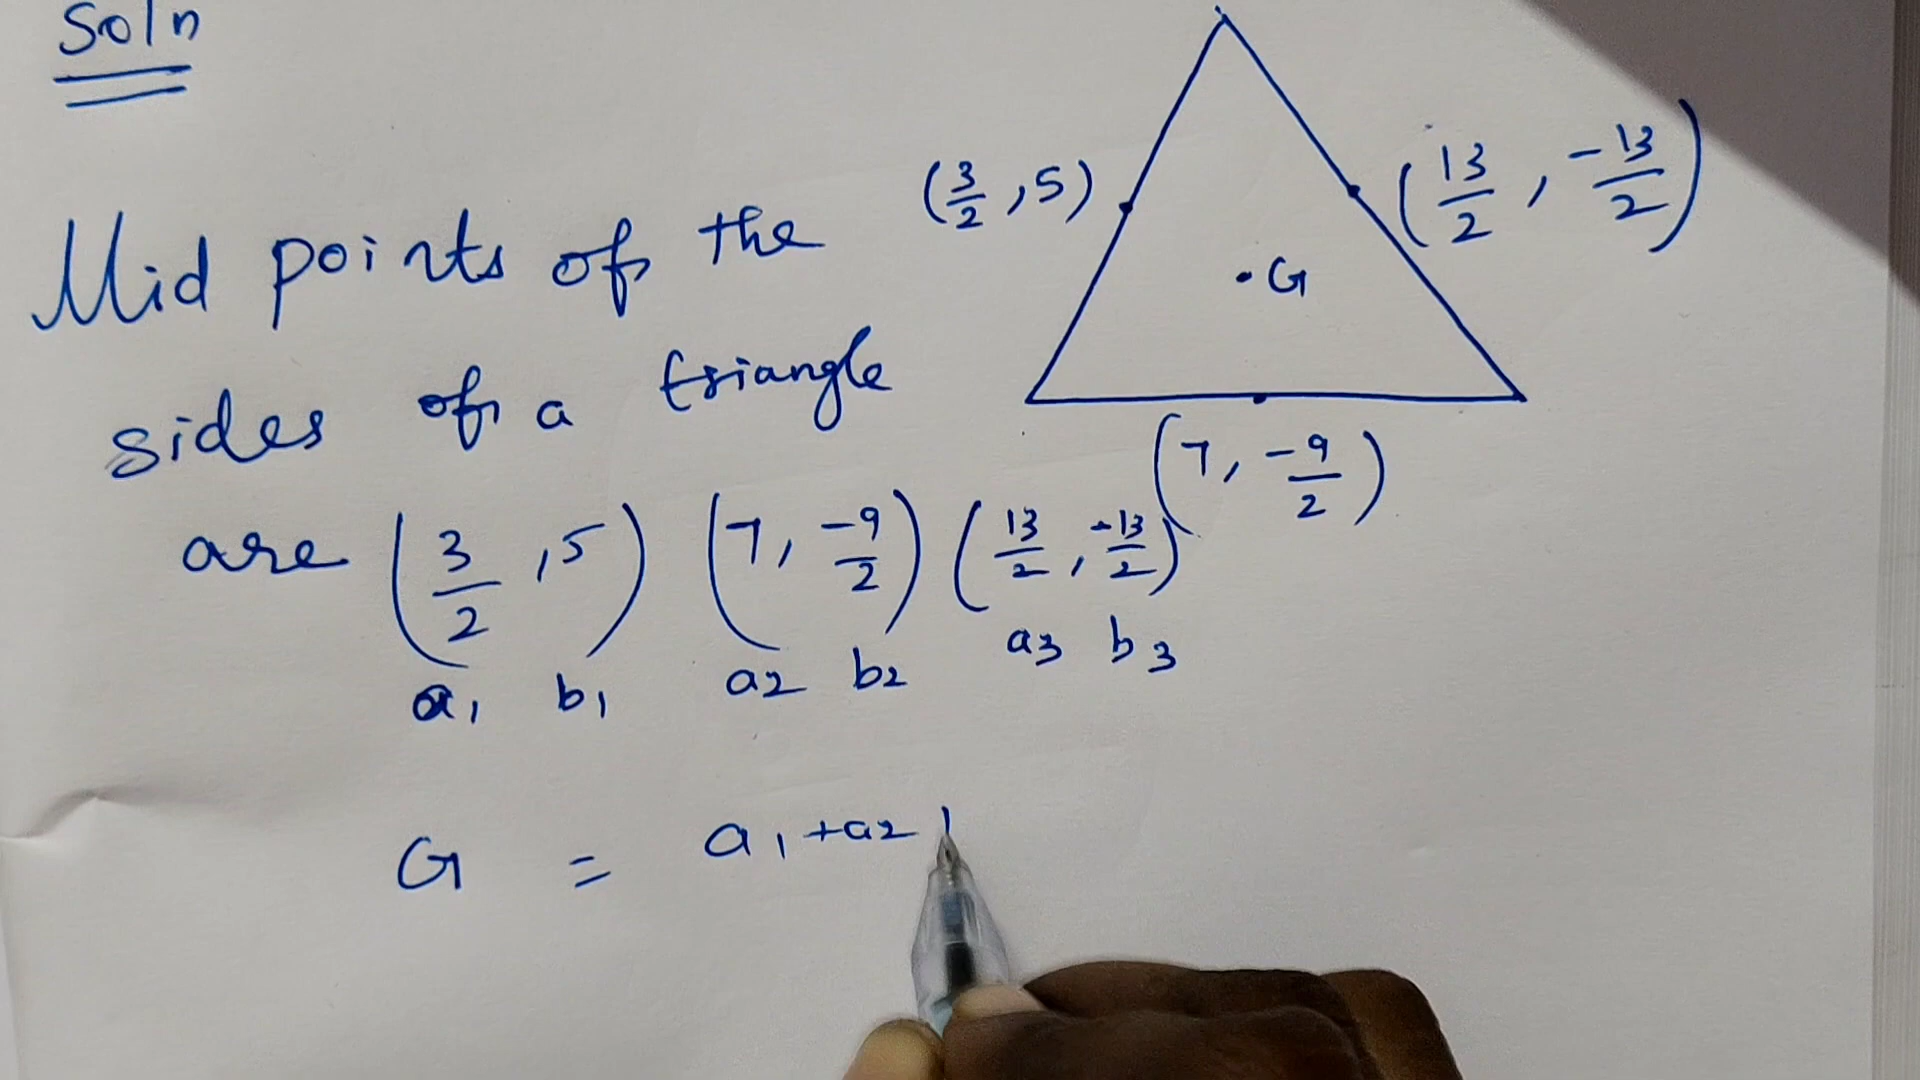 Soln
(3/2, 5)
(13/2, -13/2)
Mid points of the
.G
sides of a triangle
(7, -9/2)
are (3/2, 5) (7, -9/2) (13/2, -13/2)
a1 b1 a2 b2 a3 b3
G = a1 + a2